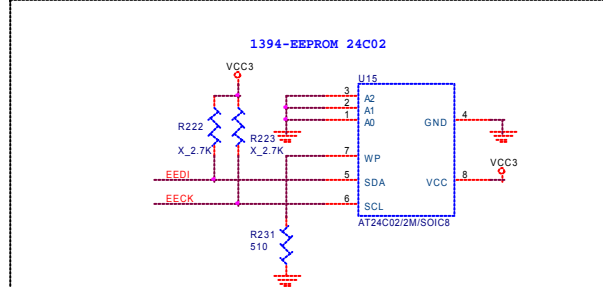 1394-EEPROM 24C02
VCC3
U15
3 A2
2 A1
1 A0
GND 4
R222
X_2.7K
R223
X_2.7K
7 WP
VCC3
EEDI
5 SDA
VCC 8
EECK
6 SCL
AT24C02/2M/SOIC8
R231
510